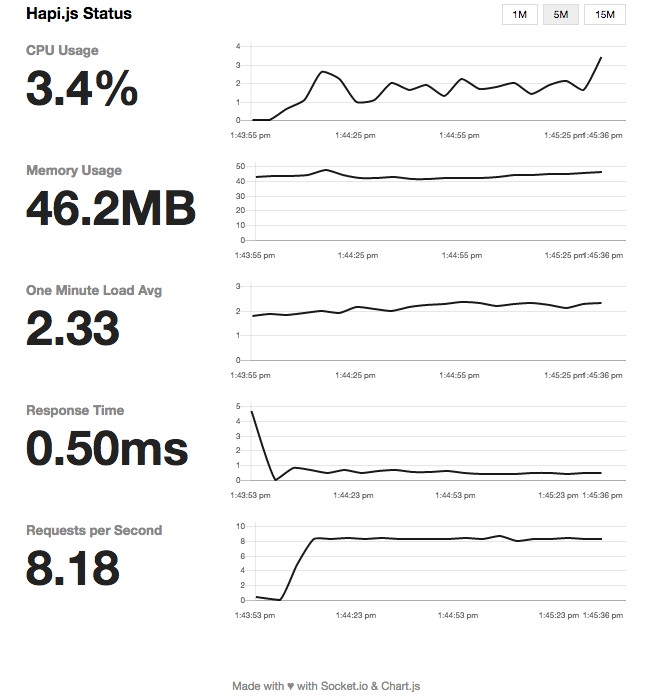 Hapi.js Status
1M 5M 15M
CPU Usage
3.4%
4
3
2
1
0
1:43:55 pm 1:44:25 pm 1:44:55 pm 1:45:25 pm 1:45:36 pm
Memory Usage
46.2MB
50
40
30
20
10
0
1:43:55 pm 1:44:25 pm 1:44:55 pm 1:45:25 pm 1:45:36 pm
One Minute Load Avg
2.33
3
2
1
0
1:43:55 pm 1:44:25 pm 1:44:55 pm 1:45:25 pm 1:45:36 pm
Response Time
0.50ms
5
4
3
2
1
0
1:43:53 pm 1:44:23 pm 1:44:53 pm 1:45:23 pm 1:45:36 pm
Requests per Second
8.18
10
8
6
4
2
0
1:43:53 pm 1:44:23 pm 1:44:53 pm 1:45:23 pm 1:45:36 pm
Made with ♥ with Socket.io & Chart.js